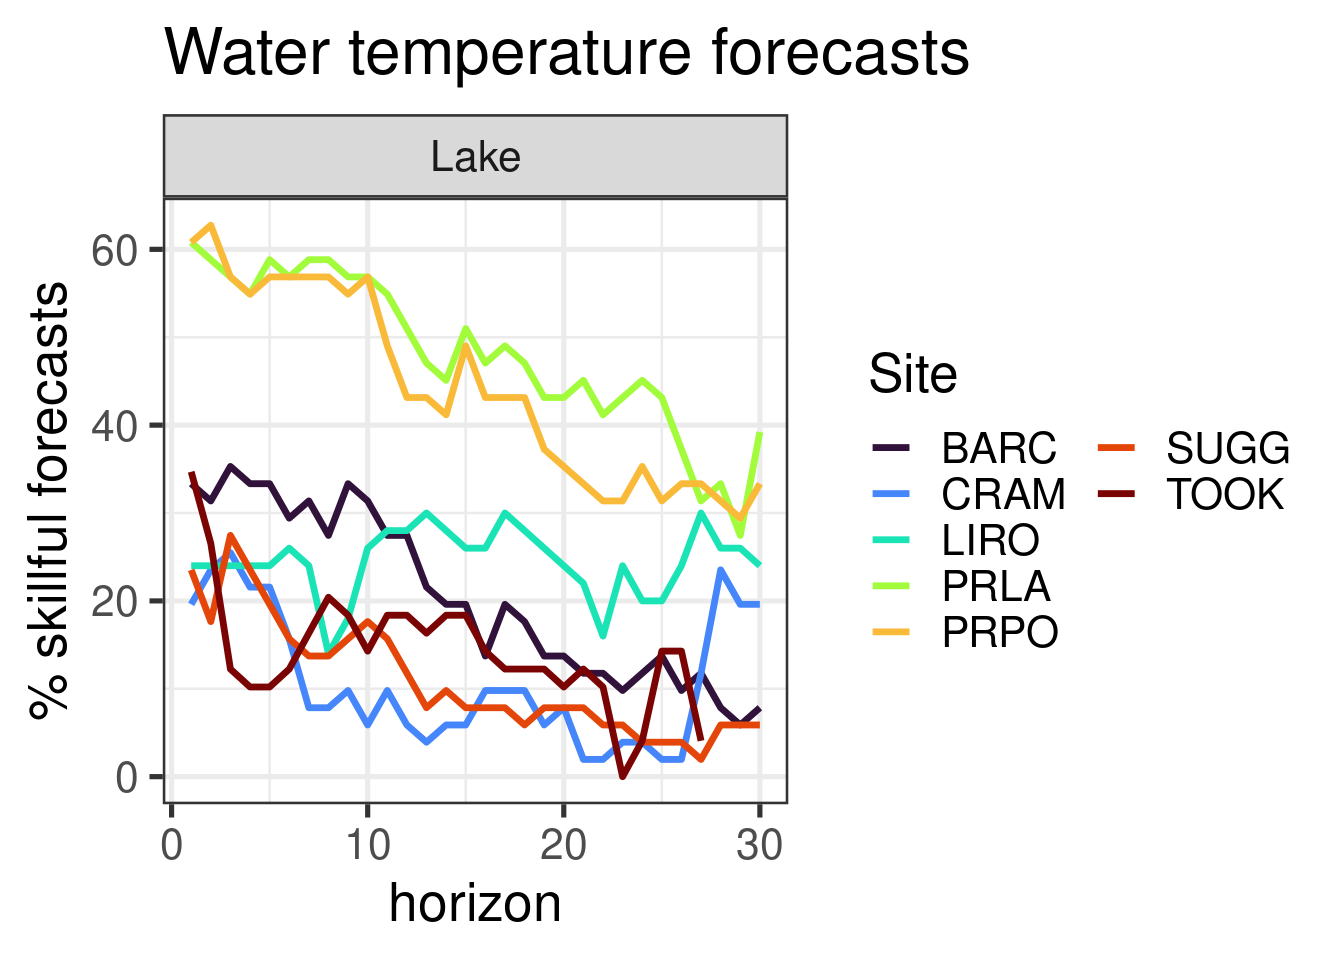 Water temperature forecasts
Lake
% skillful forecasts
60
40
20
0
0 10 20 30
horizon
Site
BARC SUGG
CRAM TOOK
LIRO
PRLA
PRPO